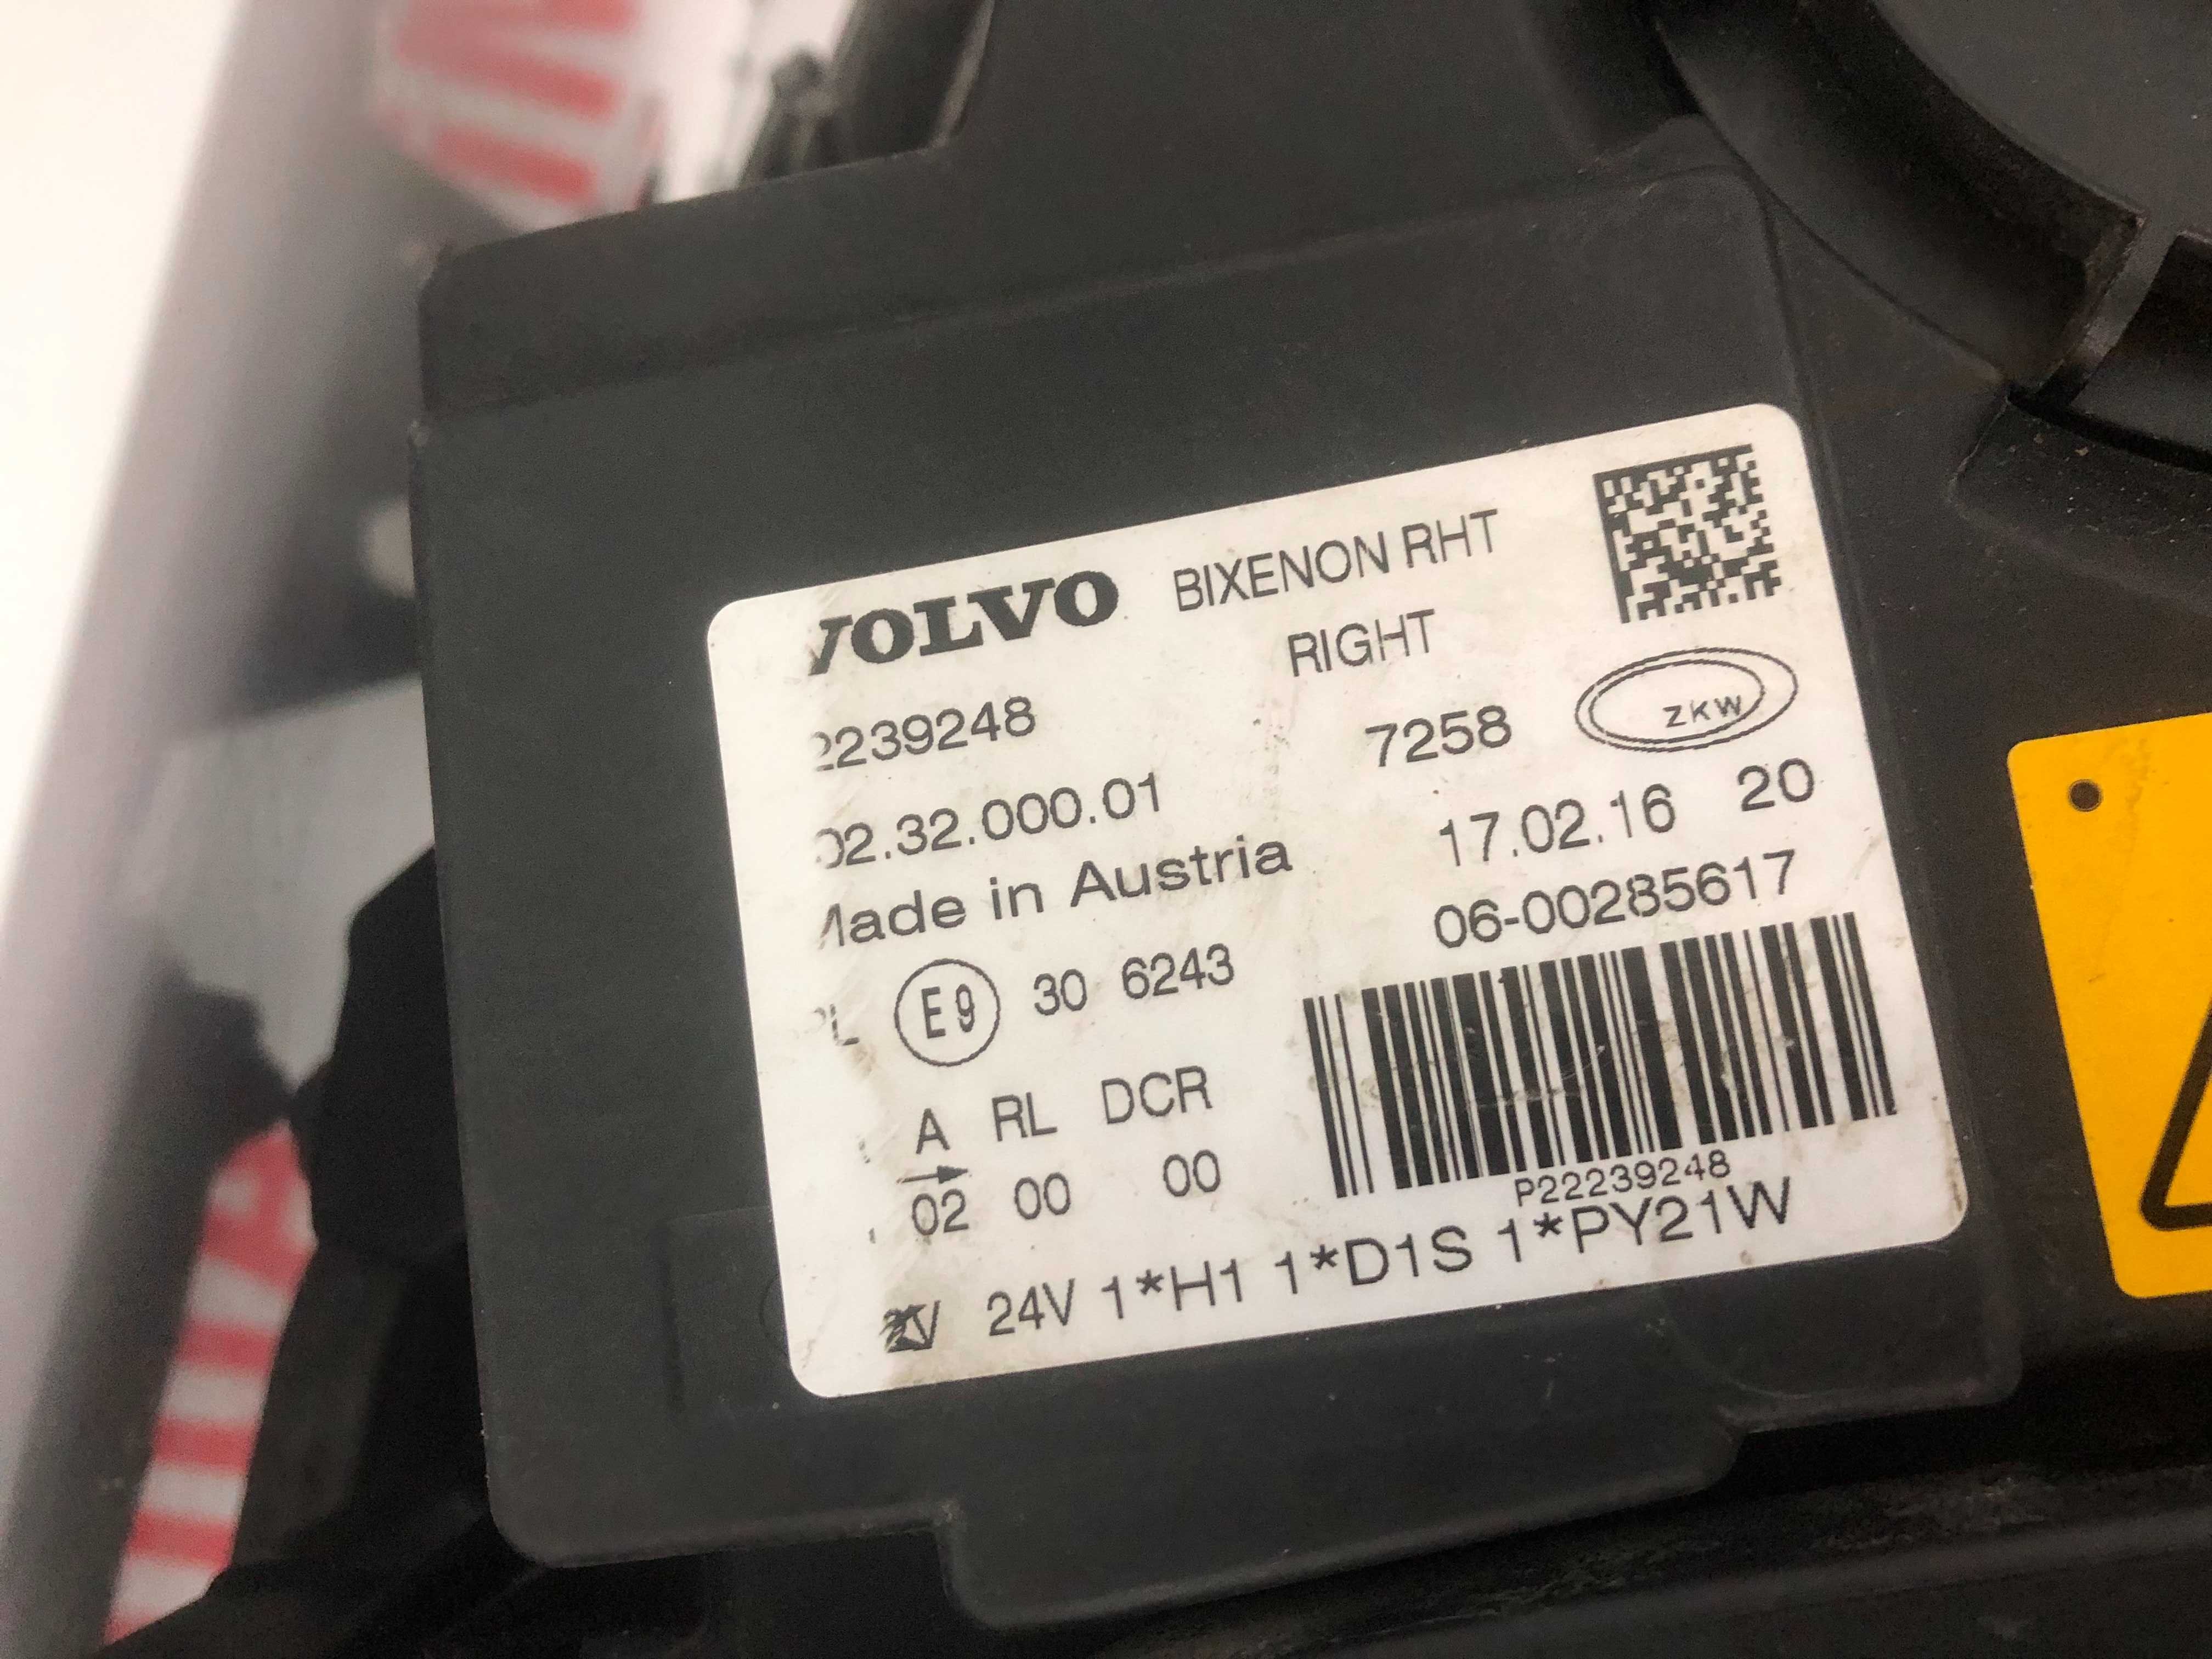 VOLVO BIXENON RHT
RIGHT
2239248 7258 ZKW
02.32.000.01 17.02.16 20
Made in Austria 06-00285617
E9 30 6243
A RL DCR
02 00 00
P22239248
24V 1*H1 1*D1S 1*PY21W